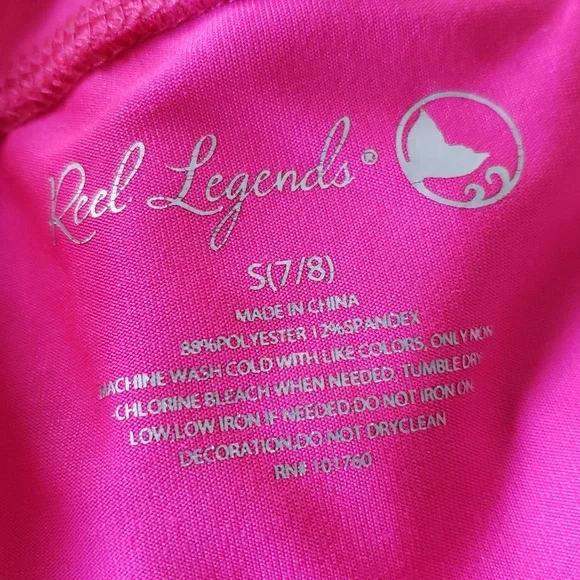 Reel Legends®
S(7/8)
MADE IN CHINA
88%POLYESTER 12%SPANDEX
MACHINE WASH COLD WITH LIKE COLORS, ONLY NON
-CHLORINE BLEACH WHEN NEEDED, TUMBLE DRY
LOW,LOW IRON IF NEEDED.DO NOT IRON ON
DECORATION.DO NOT DRYCLEAN
RN# 101760